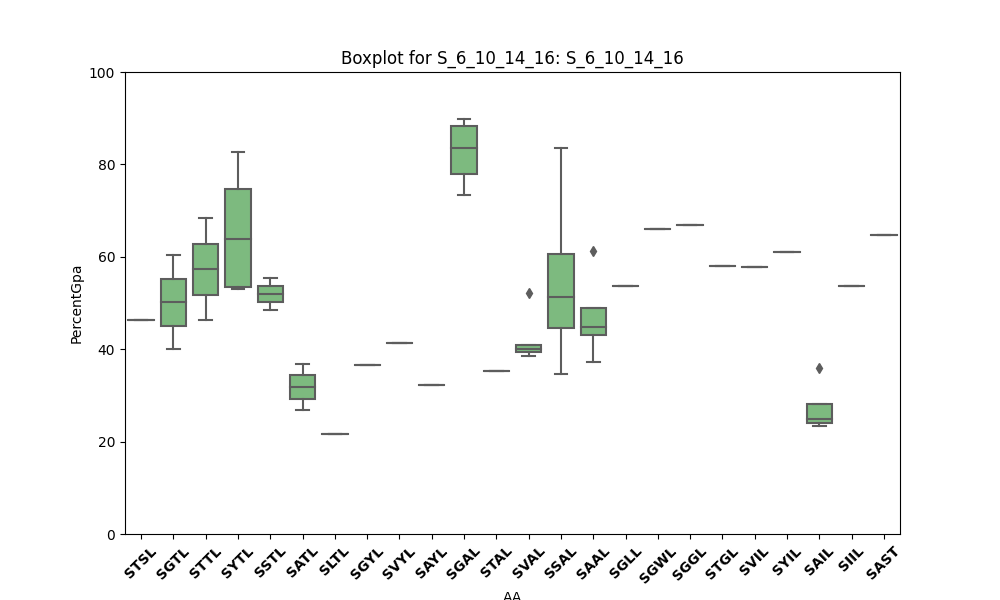 Boxplot for S_6_10_14_16: S_6_10_14_16
100
80
60
40
20
0
PercentGpa
STSL SGTL STTL SYTL SSTL SATL SLTL SGYL SVYL SAYL SGAL STAL SVAL SSAL SAAL SGLL SGWL SGGL STGL SVIL SYIL SAIL SIIL SAST
AA